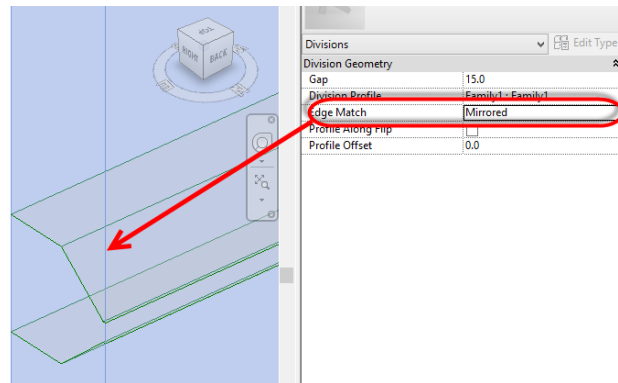 TOP
RIGHT
BACK
Divisions
Edit Type
Division Geometry
Gap 15.0
Division Profile Family1 : Family1
Edge Match Mirrored
Profile Along Flip
Profile Offset 0.0